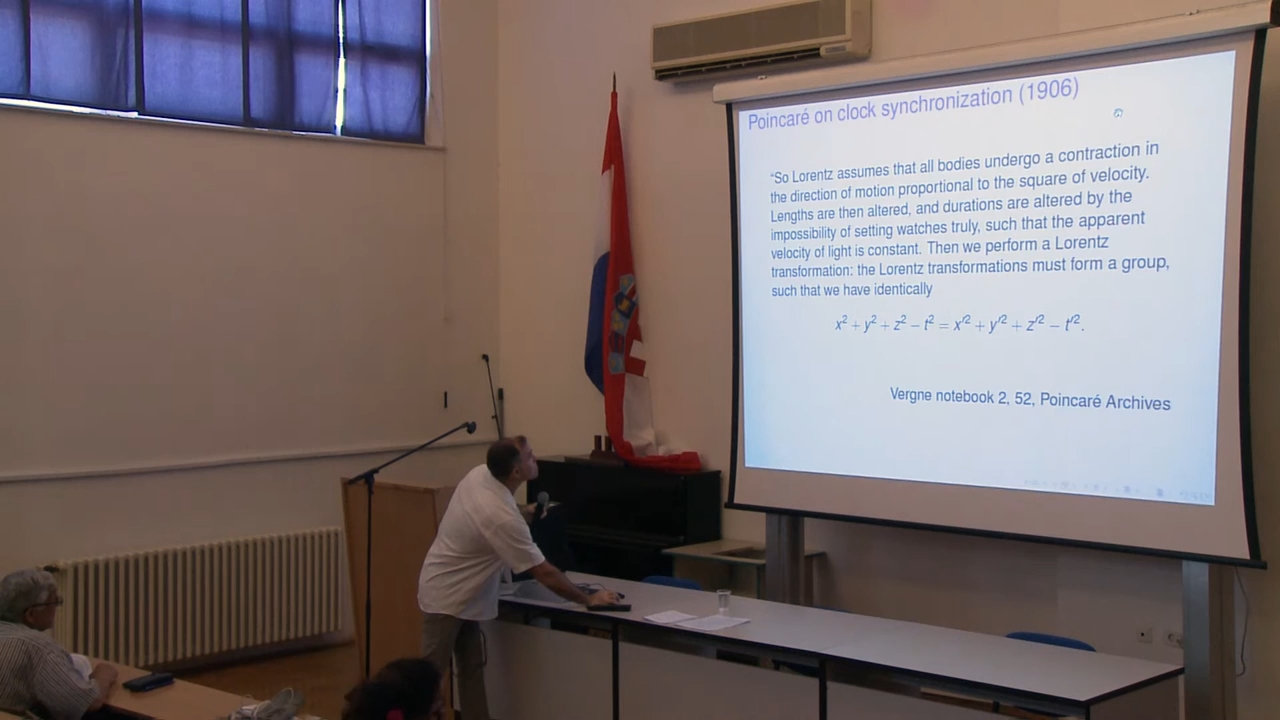 Poincaré on clock synchronization (1906)
“So Lorentz assumes that all bodies undergo a contraction in
the direction of motion proportional to the square of velocity.
Lengths are then altered, and durations are altered by the
impossibility of setting watches truly, such that the apparent
velocity of light is constant. Then we perform a Lorentz
transformation: the Lorentz transformations must form a group,
such that we have identically
x² + y² + z² − t² = x′² + y′² + z′² − t′².
Vergne notebook 2, 52, Poincaré Archives